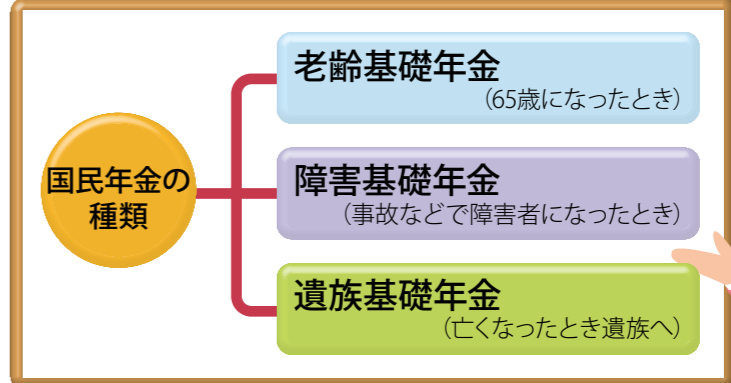 国民年金の
種類
老齢基礎年金
（65歳になったとき）
障害基礎年金
（事故などで障害者になったとき）
遺族基礎年金
（亡くなったとき遺族へ）